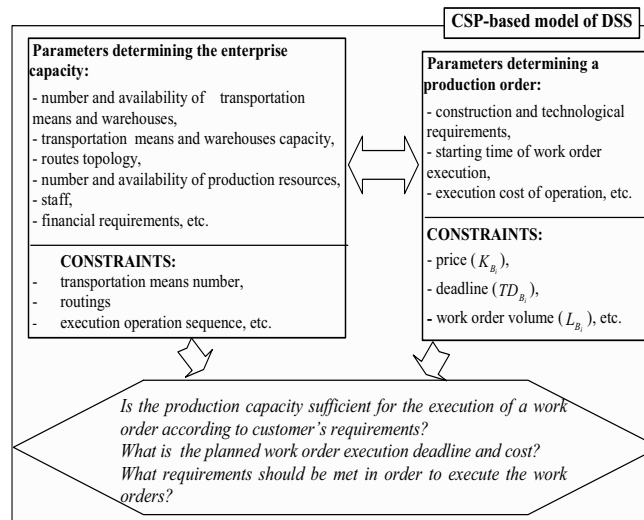 CSP-based model of DSS
Parameters determining the enterprise
capacity:
- number and availability of transportation
means and warehouses,
- transportation means and warehouses capacity,
- routes topology,
- number and availability of production resources,
- staff,
- financial requirements, etc.
CONSTRAINTS:
- transportation means number,
- routings
- execution operation sequence, etc.
Parameters determining a
production order:
- construction and technological
requirements,
- starting time of work order
execution,
- execution cost of operation, etc.
CONSTRAINTS:
- price (K_{B_i}),
- deadline (TD_{B_i}),
- work order volume (L_{B_i}), etc.
Is the production capacity sufficient for the execution of a work
order according to customer's requirements?
What is the planned work order execution deadline and cost?
What requirements should be met in order to execute the work
orders?